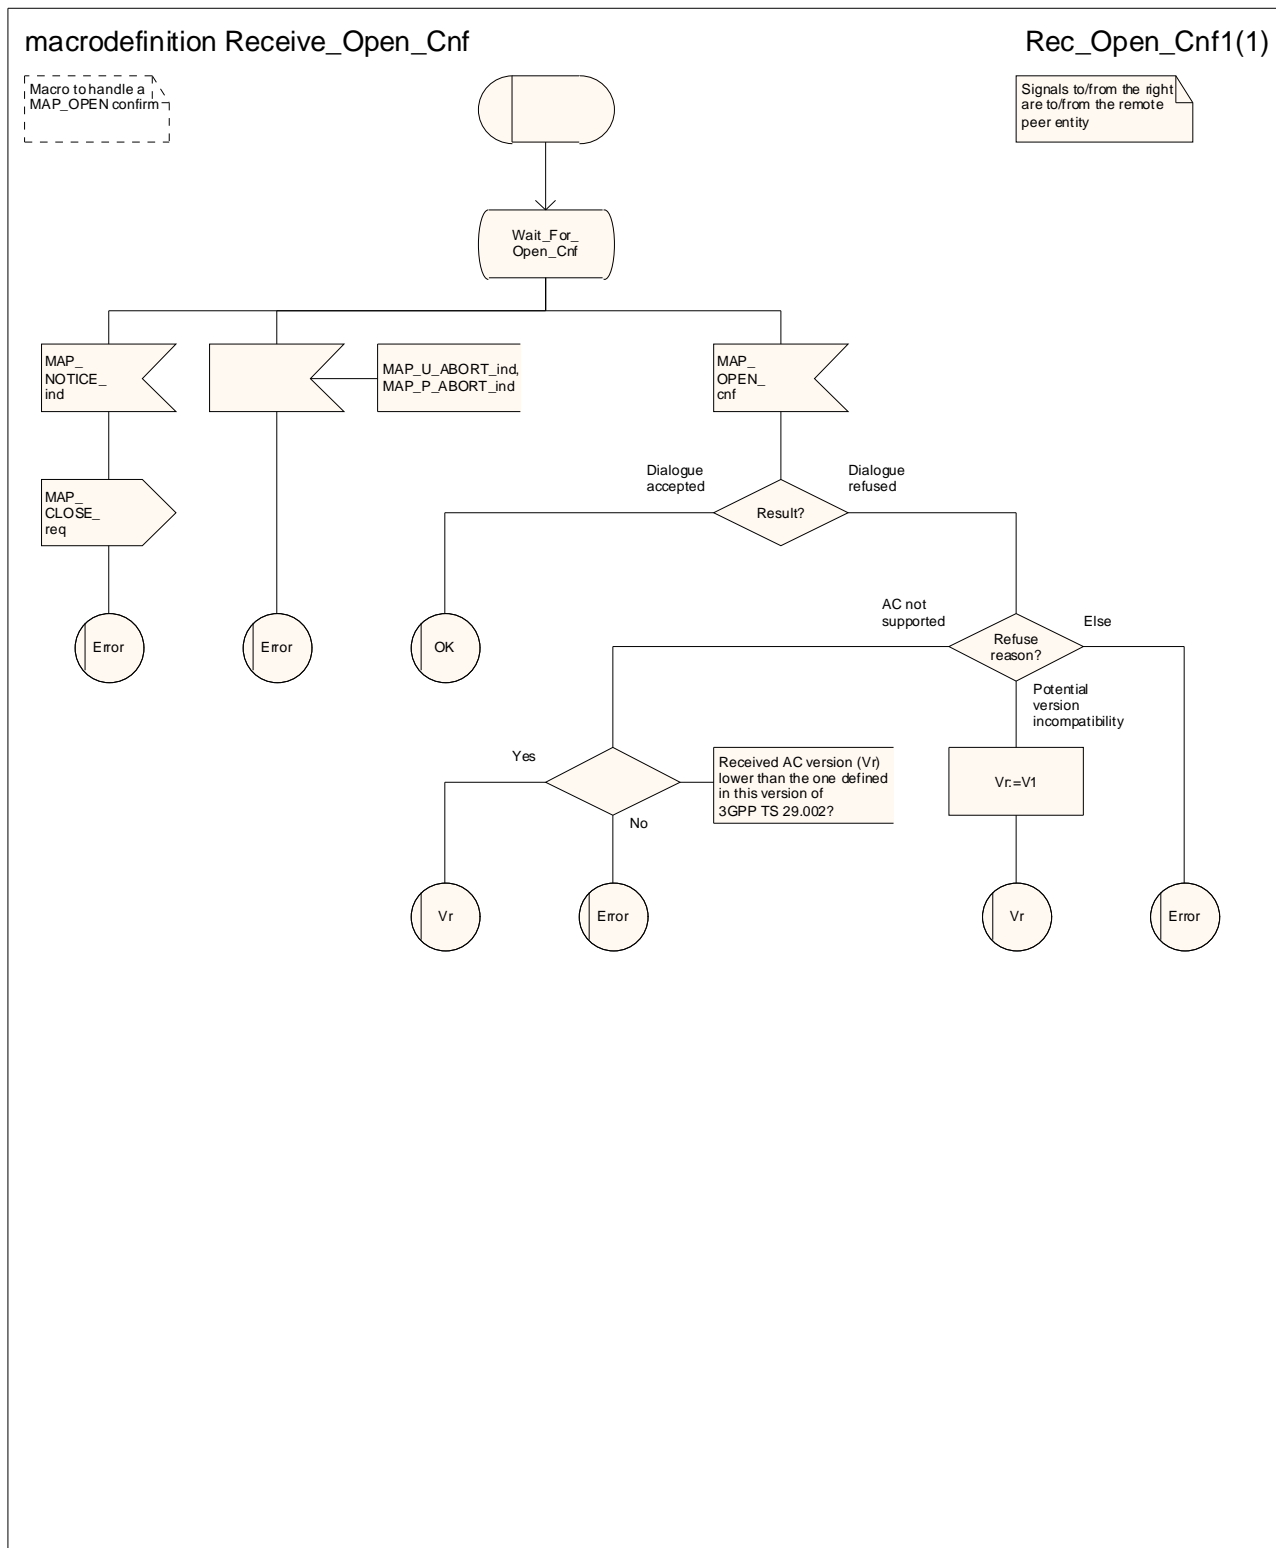 macrodefinition Receive_Open_Cnf
Rec_Open_Cnf1(1)
Macro to handle a
MAP_OPEN confirm
Signals to/from the right
are to/from the remote
peer entity
Wait_For_
Open_Cnf
MAP_
NOTICE_
ind
MAP_U_ABORT_ind,
MAP_P_ABORT_ind
MAP_
OPEN_
cnf
Dialogue
accepted
Dialogue
refused
MAP_
CLOSE_
req
Result?
AC not
supported
Else
Error
Error
OK
Refuse
reason?
Potential
version
incompatibility
Yes
Received AC version (Vr)
lower than the one defined
in this version of
3GPP TS 29.002?
Vr:=V1
No
Vr
Error
Vr
Error